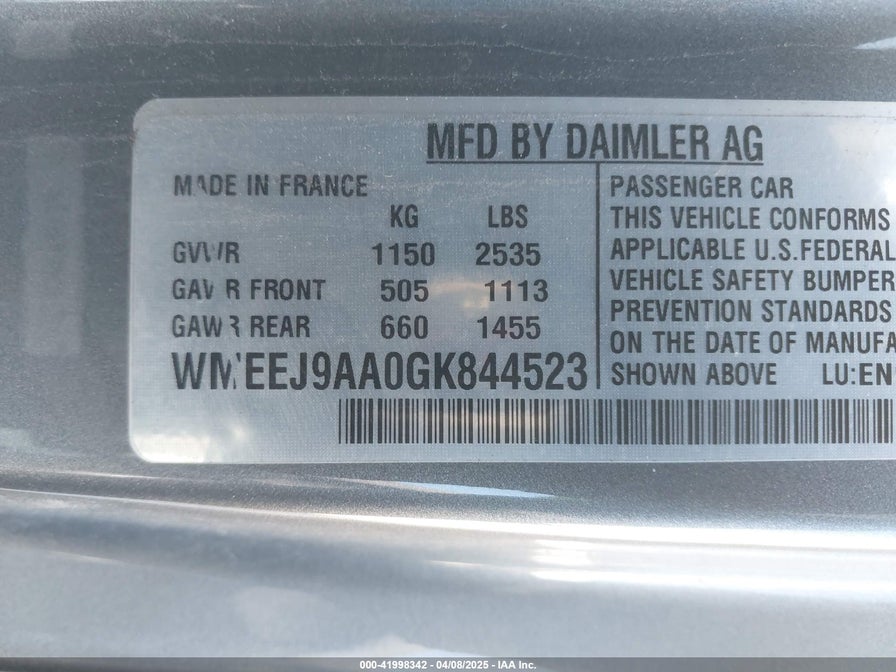 MFD BY DAIMLER AG
MADE IN FRANCE
KG LBS
GVWR 1150 2535
GAWR FRONT 505 1113
GAWR REAR 660 1455
WMEEJ9AA0GK844523
PASSENGER CAR
THIS VEHICLE CONFORMS
APPLICABLE U.S.FEDERAL
VEHICLE SAFETY BUMPER
PREVENTION STANDARDS
ON THE DATE OF MANUFA
SHOWN ABOVE LU:EN
000-41998342 - 04/08/2025 - IAA Inc.